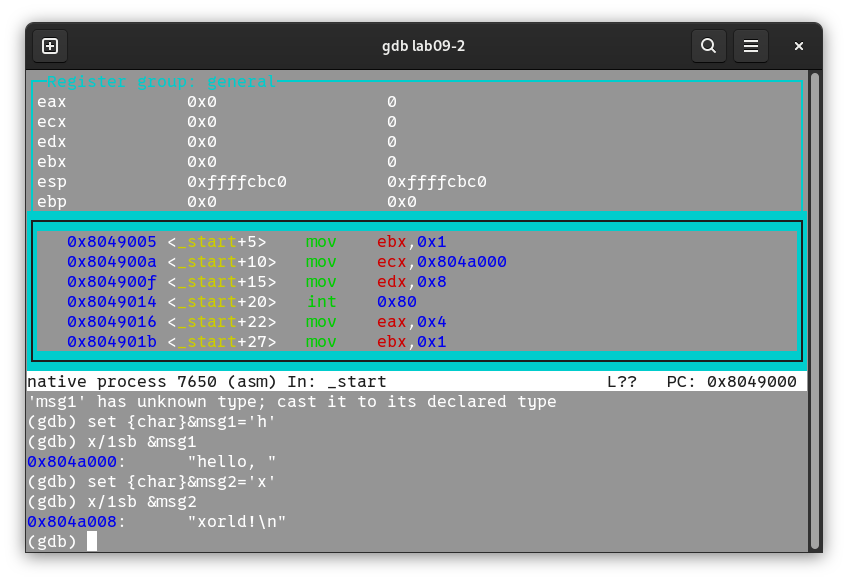 gdb lab09-2
Register group: general
eax 0x0 0
ecx 0x0 0
edx 0x0 0
ebx 0x0 0
esp 0xffffcbc0 0xffffcbc0
ebp 0x0 0x0
0x8049005 <_start+5> mov ebx,0x1
0x804900a <_start+10> mov ecx,0x804a000
0x804900f <_start+15> mov edx,0x8
0x8049014 <_start+20> int 0x80
0x8049016 <_start+22> mov eax,0x4
0x804901b <_start+27> mov ebx,0x1
native process 7650 (asm) In: _start L?? PC: 0x8049000
'msg1' has unknown type; cast it to its declared type
(gdb) set {char}&msg1='h'
(gdb) x/1sb &msg1
0x804a000: "hello, "
(gdb) set {char}&msg2='x'
(gdb) x/1sb &msg2
0x804a008: "xorld!\n"
(gdb)